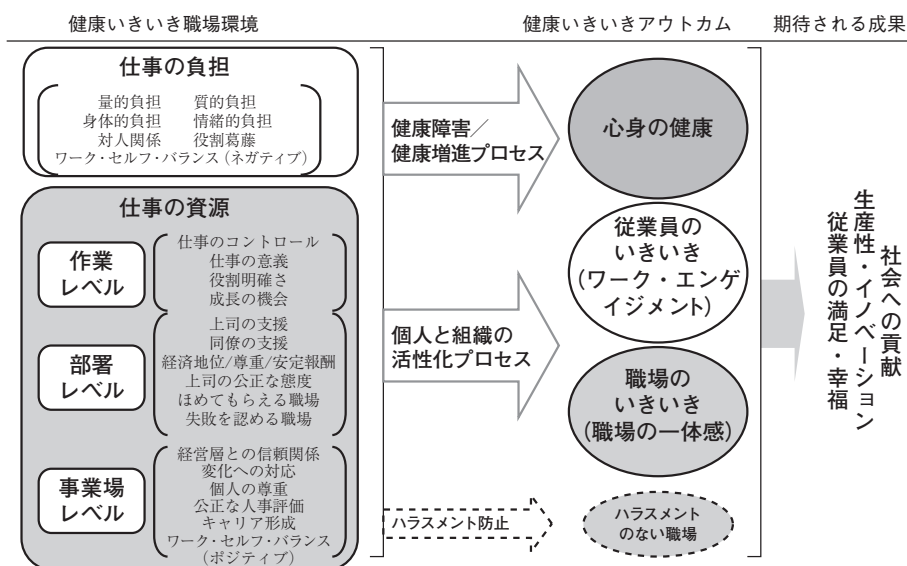 健康いきいき職場環境
健康いきいきアウトカム
期待される成果
仕事の負担
量的負担　質的負担
身体的負担　情緒的負担
対人関係　役割葛藤
ワーク・セルフ・バランス（ネガティブ）
仕事の資源
作業
レベル
仕事のコントロール
仕事の意義
役割明確さ
成長の機会
部署
レベル
上司の支援
同僚の支援
経済地位/尊重/安定報酬
上司の公正な態度
ほめてもらえる職場
失敗を認める職場
事業場
レベル
経営層との信頼関係
変化への対応
個人の尊重
公正な人事評価
キャリア形成
ワーク・セルフ・バランス
（ポジティブ）
健康障害／
健康増進プロセス
個人と組織の
活性化プロセス
ハラスメント防止
心身の健康
従業員の
いきいき
（ワーク・エンゲ
イジメント）
職場の
いきいき
（職場の一体感）
ハラスメント
のない職場
社会への貢献
生産性・イノベーション
従業員の満足・幸福